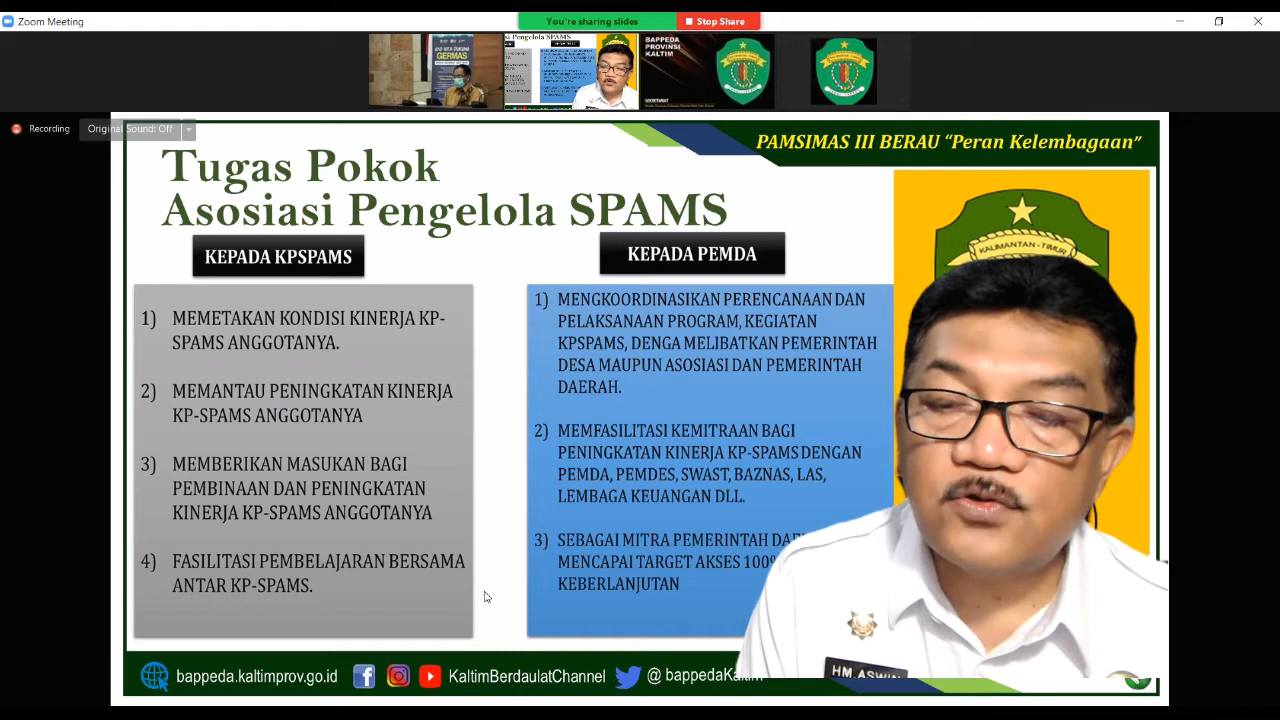 Zoom Meeting
You're sharing slides
Stop Share
GERMAS
BAPPEDA
PROVINSI
KALTIM
SEKRETARIAT
Recording
Original Sound: Off
PAMSIMAS III BERAU “Peran Kelembagaan”
Tugas Pokok
Asosiasi Pengelola SPAMS
KEPADA KPSPAMS
1) MEMETAKAN KONDISI KINERJA KP-
SPAMS ANGGOTANYA.
2) MEMANTAU PENINGKATAN KINERJA
KP-SPAMS ANGGOTANYA
3) MEMBERIKAN MASUKAN BAGI
PEMBINAAN DAN PENINGKATAN
KINERJA KP-SPAMS ANGGOTANYA
4) FASILITASI PEMBELAJARAN BERSAMA
ANTAR KP-SPAMS.
KEPADA PEMDA
1) MENGKOORDINASIKAN PERENCANAAN DAN
PELAKSANAAN PROGRAM, KEGIATAN
KPSPAMS, DENGA MELIBATKAN PEMERINTAH
DESA MAUPUN ASOSIASI DAN PEMERINTAH
DAERAH.
2) MEMFASILITASI KEMITRAAN BAGI
PENINGKATAN KINERJA KP-SPAMS DENGAN
PEMDA, PEMDES, SWAST, BAZNAS, LAS,
LEMBAGA KEUANGAN DLL.
3) SEBAGAI MITRA PEMERINTAH
MENCAPAI TARGET AKSES 100%
KEBERLANJUTAN
KALIMANTAN - TIMUR
HM.ASWIN
bappeda.kaltimprov.go.id
KaltimBerdaulatChannel
@ bappedaKaltim